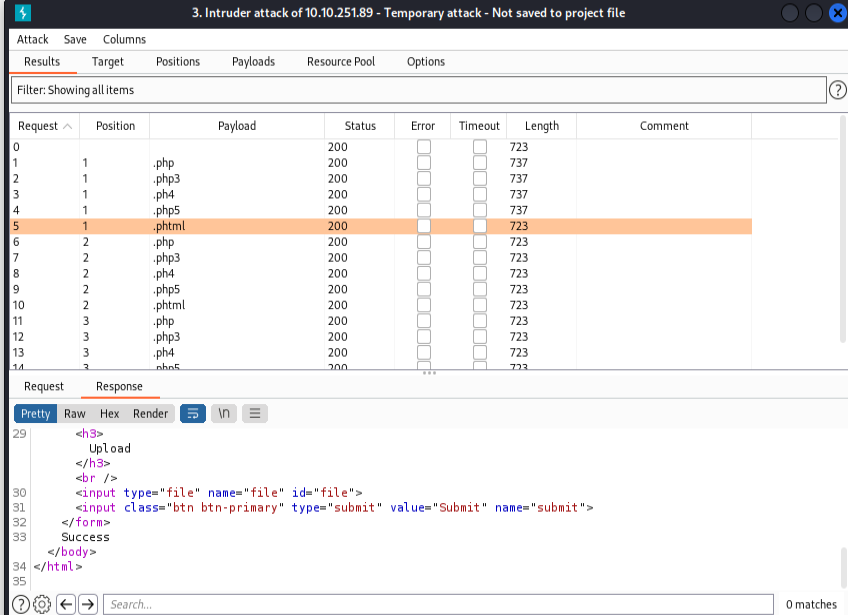 3. Intruder attack of 10.10.251.89 - Temporary attack - Not saved to project file
Attack Save Columns
Results Target Positions Payloads Resource Pool Options
Filter: Showing all items
?
Request Position Payload Status Error Timeout Length Comment
0 200 723
1 1 .php 200 737
2 1 .php3 200 737
3 1 .ph4 200 737
4 1 .php5 200 737
5 1 .phtml 200 723
6 2 .php 200 723
7 2 .php3 200 723
8 2 .ph4 200 723
9 2 .php5 200 723
10 2 .phtml 200 723
11 3 .php 200 723
12 3 .php3 200 723
13 3 .ph4 200 723
14 3 .php5 200 723
Request Response
Pretty Raw Hex Render \n
29 <h3>
Upload
</h3>
<br />
30 <input type="file" name="file" id="file">
31 <input class="btn btn-primary" type="submit" value="Submit" name="submit">
32 </form>
33 Success
</body>
34 </html>
35
? Search... 0 matches